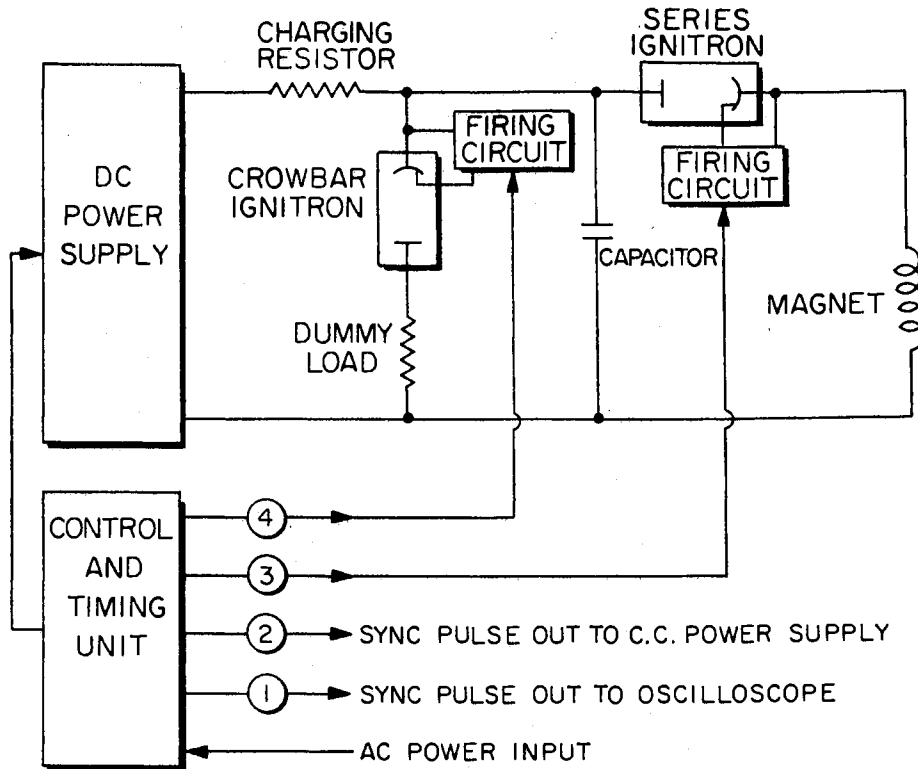 CHARGING
RESISTOR
SERIES
IGNITRON
DC
POWER
SUPPLY
FIRING
CIRCUIT
CROWBAR
IGNITRON
FIRING
CIRCUIT
CAPACITOR
MAGNET
DUMMY
LOAD
CONTROL
AND
TIMING
UNIT
4
3
2 SYNC PULSE OUT TO C.C. POWER SUPPLY
1 SYNC PULSE OUT TO OSCILLOSCOPE
AC POWER INPUT